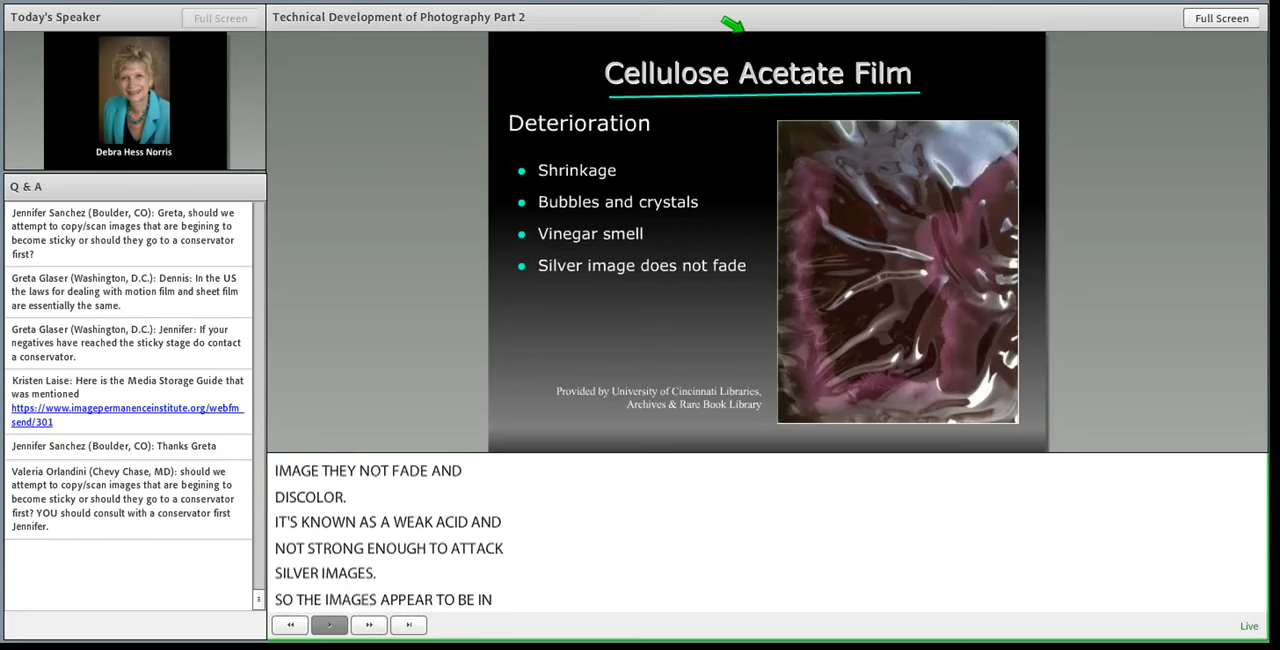 Today's Speaker
Full Screen
Debra Hess Norris
Q & A
Jennifer Sanchez (Boulder, CO): Greta, should we
attempt to copy/scan images that are begining to
become sticky or should they go to a conservator
first?
Greta Glaser (Washington, D.C.): Dennis: In the US
the laws for dealing with motion film and sheet film
are essentially the same.
Greta Glaser (Washington, D.C.): Jennifer: If your
negatives have reached the sticky stage do contact
a conservator.
Kristen Laise: Here is the Media Storage Guide that
was mentioned
https://www.imagepermanenceinstitute.org/webfm_
send/301
Jennifer Sanchez (Boulder, CO): Thanks Greta
Valeria Orlandini (Chevy Chase, MD): should we
attempt to copy/scan images that are begining to
become sticky or should they go to a conservator
first? YOU should consult with a conservator first
Jennifer.
Technical Development of Photography Part 2
Full Screen
Cellulose Acetate Film
Deterioration
Shrinkage
Bubbles and crystals
Vinegar smell
Silver image does not fade
Provided by University of Cincinnati Libraries,
Archives & Rare Book Library
IMAGE THEY NOT FADE AND
DISCOLOR.
IT'S KNOWN AS A WEAK ACID AND
NOT STRONG ENOUGH TO ATTACK
SILVER IMAGES.
SO THE IMAGES APPEAR TO BE IN
Live